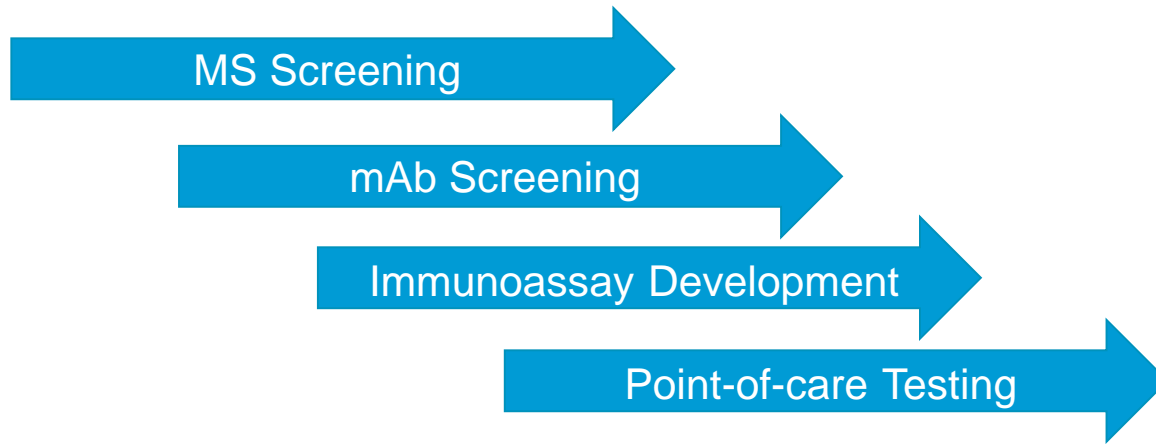 MS Screening
mAb Screening
Immunoassay Development
Point-of-care Testing